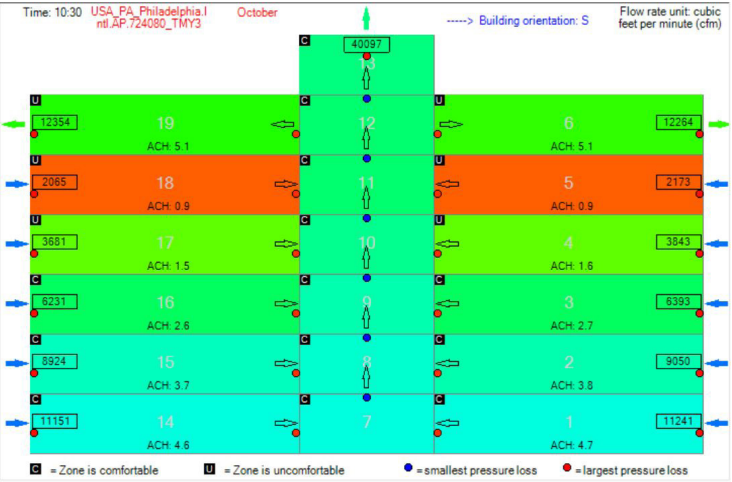 Time: 10:30 USA_PA_Philadelphia.I October -----> Building orientation: S Flow rate unit: cubic
ntl.AP.724080_TMY3 feet per minute (cfm)
C 40097
13
U C U
12354 19 12 6 12264
ACH: 5.1 ACH: 5.1
U C U
2065 18 11 5 2173
ACH: 0.9 ACH: 0.9
U C U
3681 17 10 4 3843
ACH: 1.5 ACH: 1.6
C C C
6231 16 9 3 6393
ACH: 2.6 ACH: 2.7
C C C
8924 15 8 2 9050
ACH: 3.7 ACH: 3.8
C C C
11151 14 7 1 11241
ACH: 4.6 ACH: 4.7
C = Zone is comfortable U = Zone is uncomfortable = smallest pressure loss = largest pressure loss